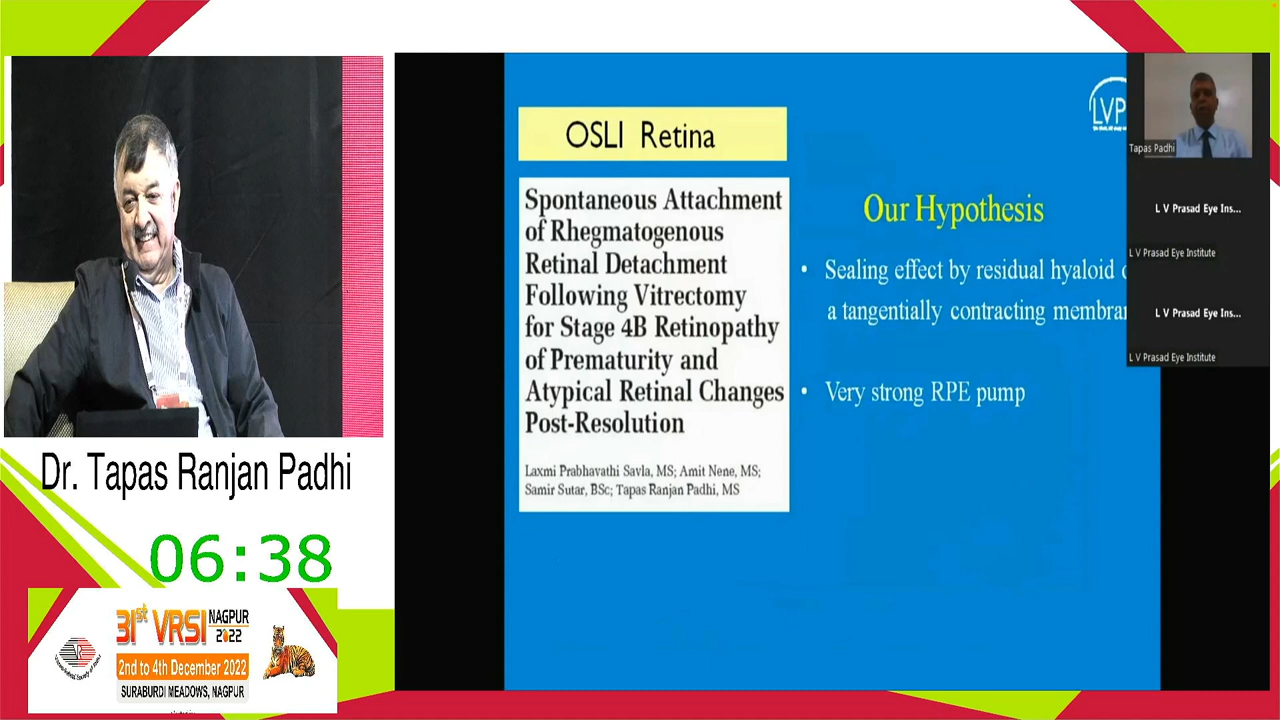 OSLI Retina
Spontaneous Attachment
of Rhegmatogenous
Retinal Detachment
Following Vitrectomy
for Stage 4B Retinopathy
of Prematurity and
Atypical Retinal Changes
Post-Resolution
Laxmi Prabhavathi Savla, MS; Amit Nene, MS;
Samir Sutar, BSc; Tapas Ranjan Padhi, MS
LVP
Our Hypothesis
• Sealing effect by residual hyaloid
a tangentially contracting membra
• Very strong RPE pump
Tapas Padhi
L V Prasad Eye Ins...
L V Prasad Eye Institute
L V Prasad Eye Ins...
L V Prasad Eye Institute
Dr. Tapas Ranjan Padhi
06:38
31st VRSI NAGPUR
2022
2nd to 4th December 2022
SURABURDI MEADOWS, NAGPUR